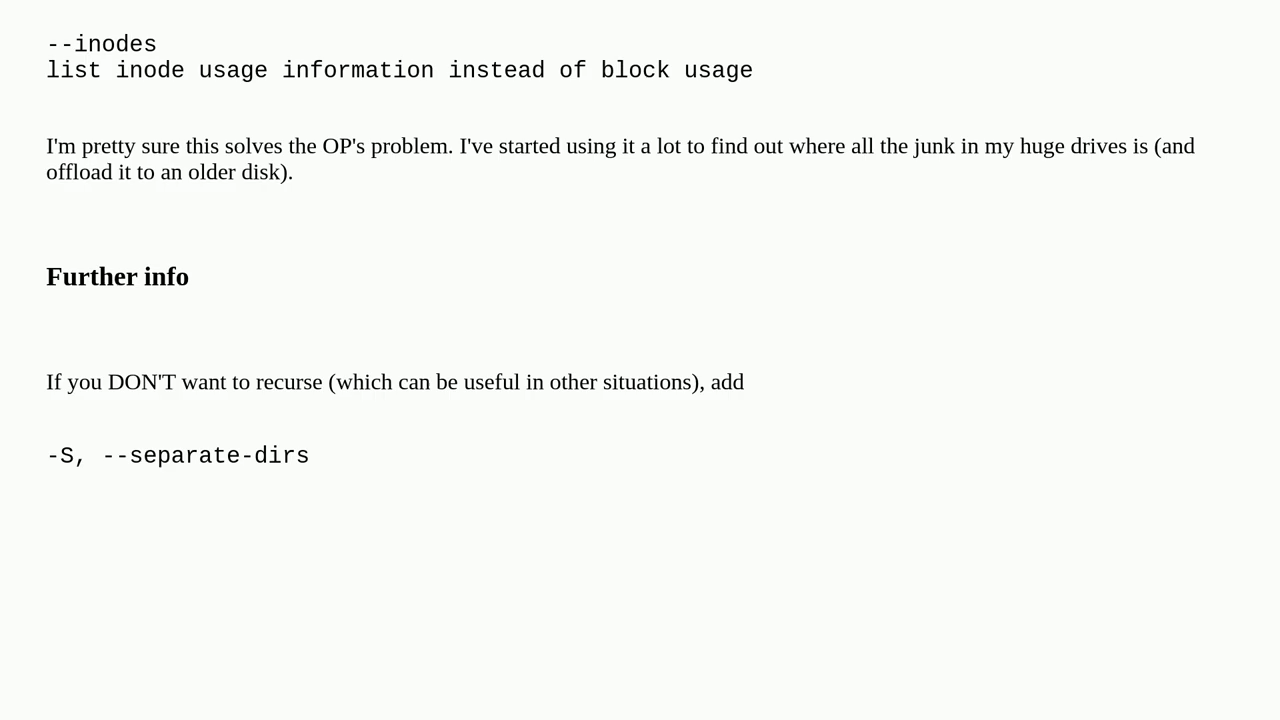 --inodes
list inode usage information instead of block usage
I'm pretty sure this solves the OP's problem. I've started using it a lot to find out where all the junk in my huge drives is (and
offload it to an older disk).
Further info
If you DON'T want to recurse (which can be useful in other situations), add
-S, --separate-dirs